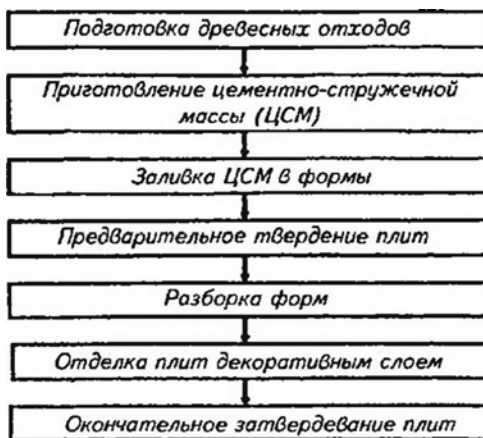 Подготовка древесных отходов
Приготовление цементно-стружечной
массы (ЦСМ)
Заливка ЦСМ в формы
Предварительное твердение плит
Разборка форм
Отделка плит декоративным слоем
Окончательное затвердевание плит